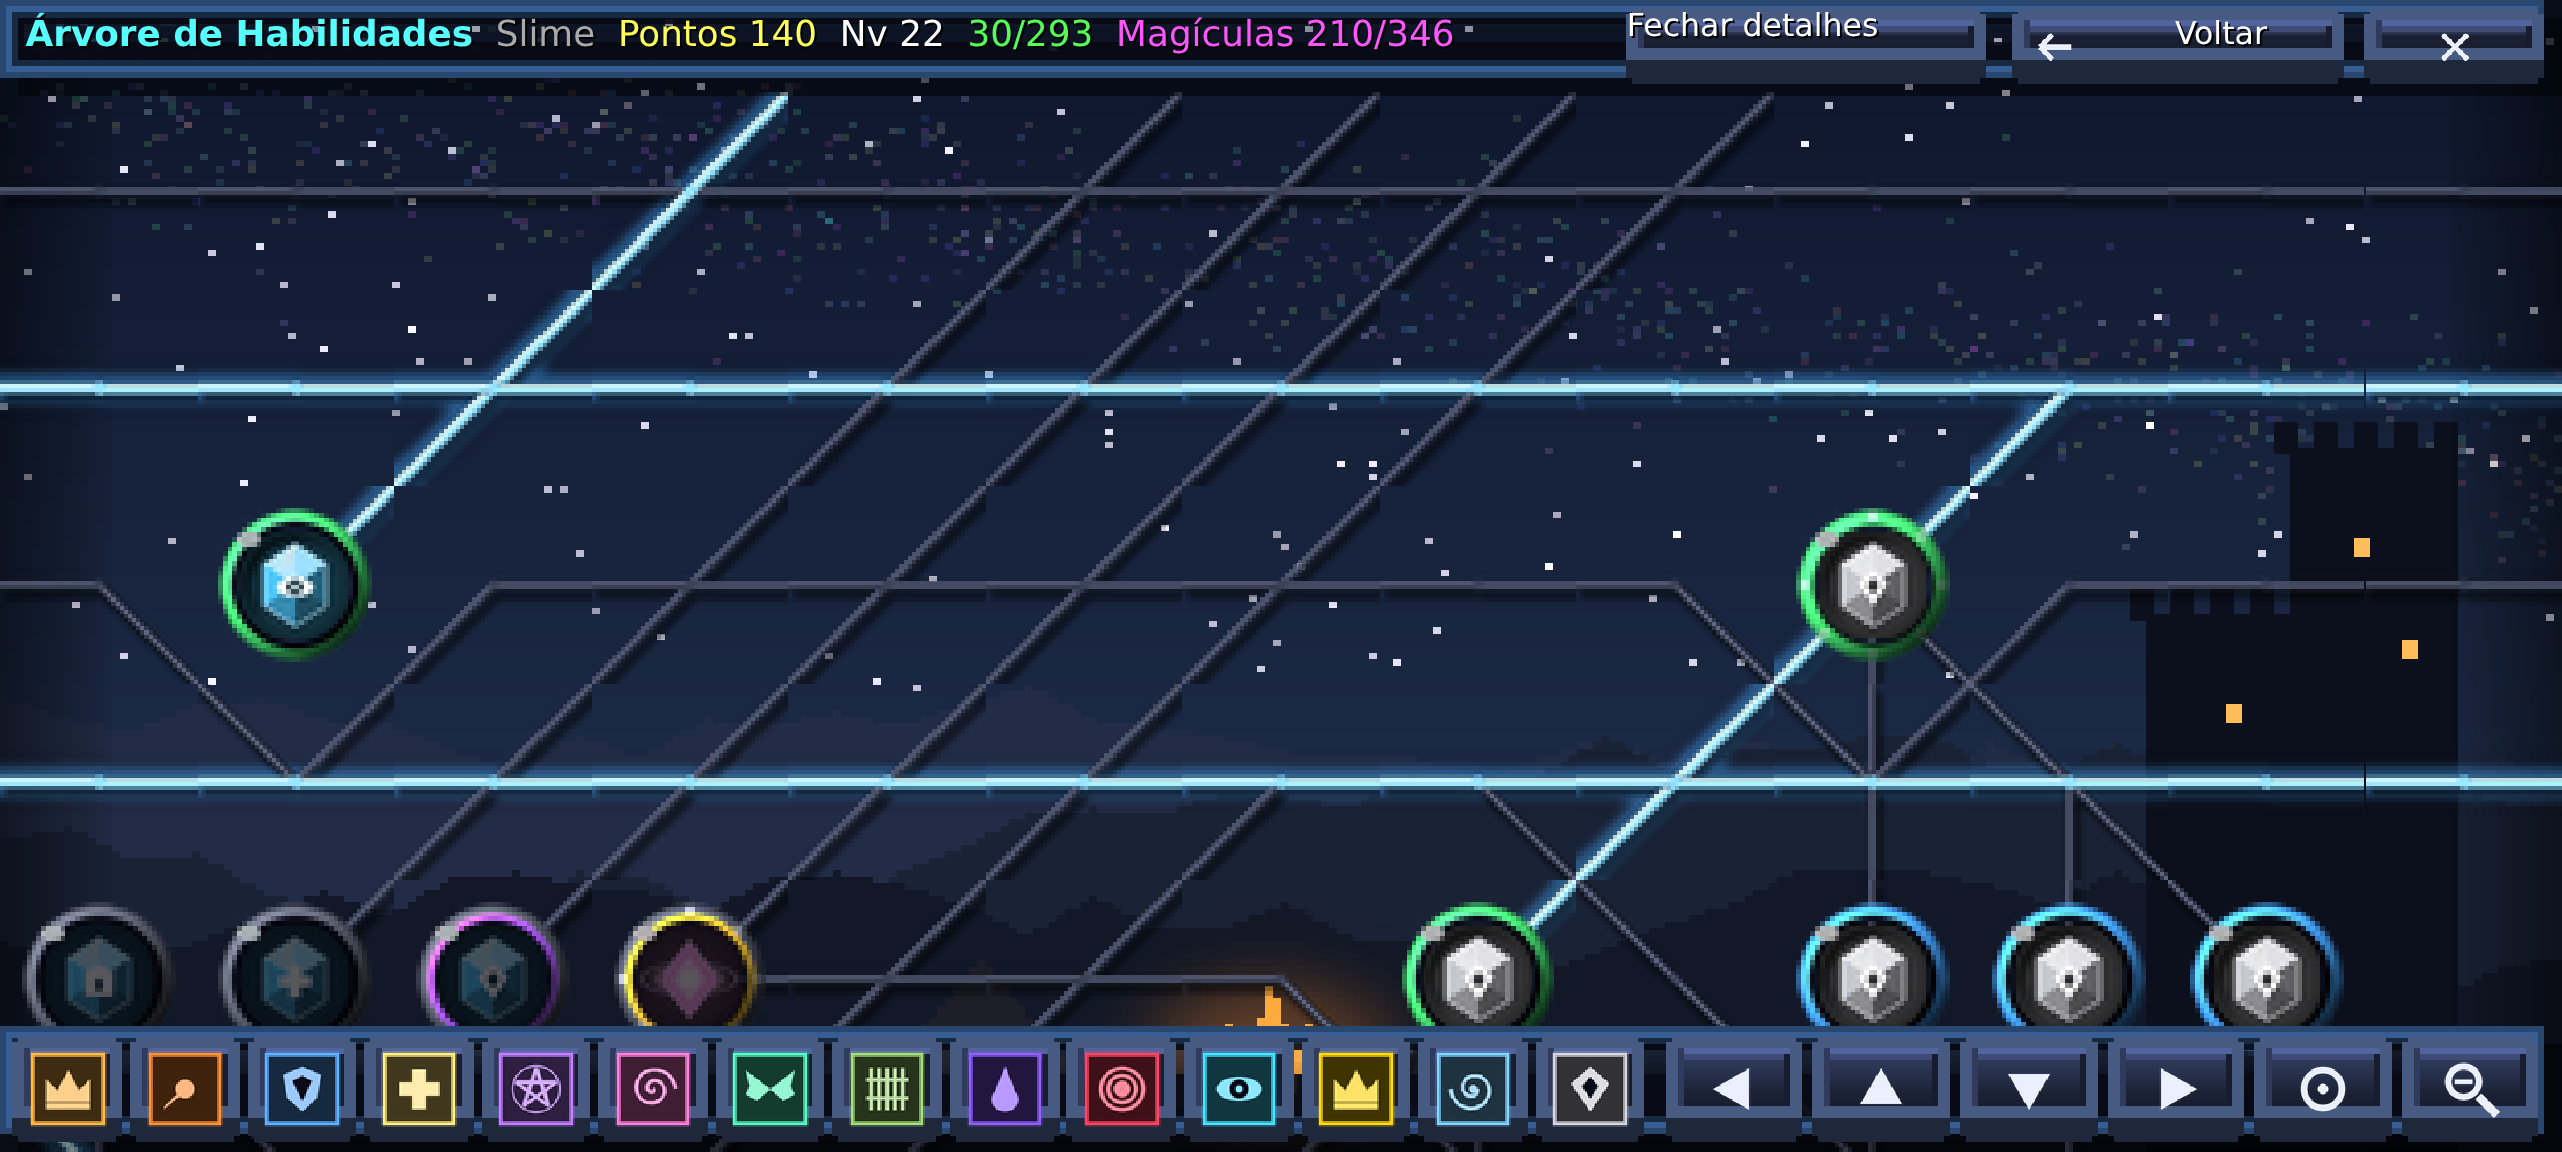 Árvore de Habilidades Slime Pontos 140 Nv 22 30/293 Magículas 210/346 Fechar detalhes Voltar